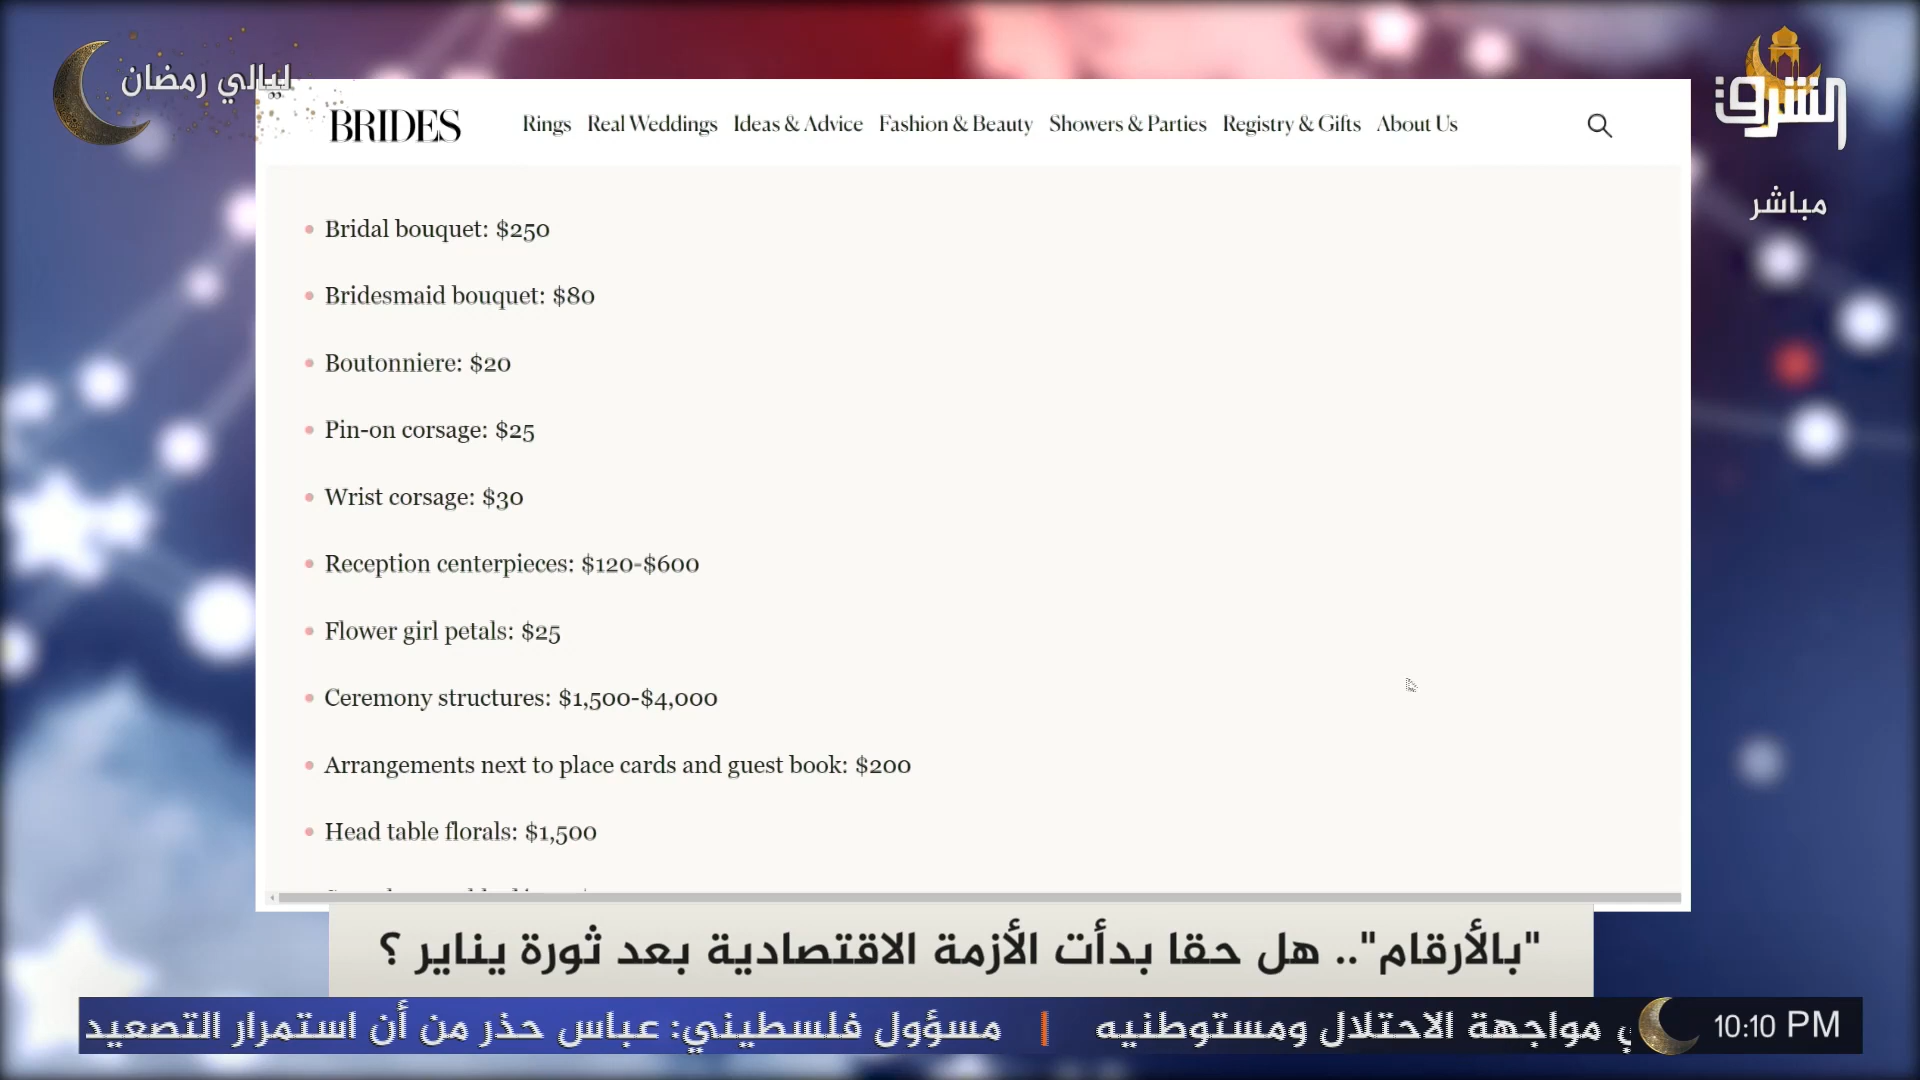 ليالي رمضان
الشرق
مباشر
BRIDES
Rings Real Weddings Ideas & Advice Fashion & Beauty Showers & Parties Registry & Gifts About Us
Bridal bouquet: $250
Bridesmaid bouquet: $80
Boutonniere: $20
Pin-on corsage: $25
Wrist corsage: $30
Reception centerpieces: $120-$600
Flower girl petals: $25
Ceremony structures: $1,500-$4,000
Arrangements next to place cards and guest book: $200
Head table florals: $1,500
"بالأرقام".. هل حقا بدأت الأزمة الاقتصادية بعد ثورة يناير ؟
مواجهة الاحتلال ومستوطنيه | مسؤول فلسطيني: عباس حذر من أن استمرار التصعيد
10:10 PM